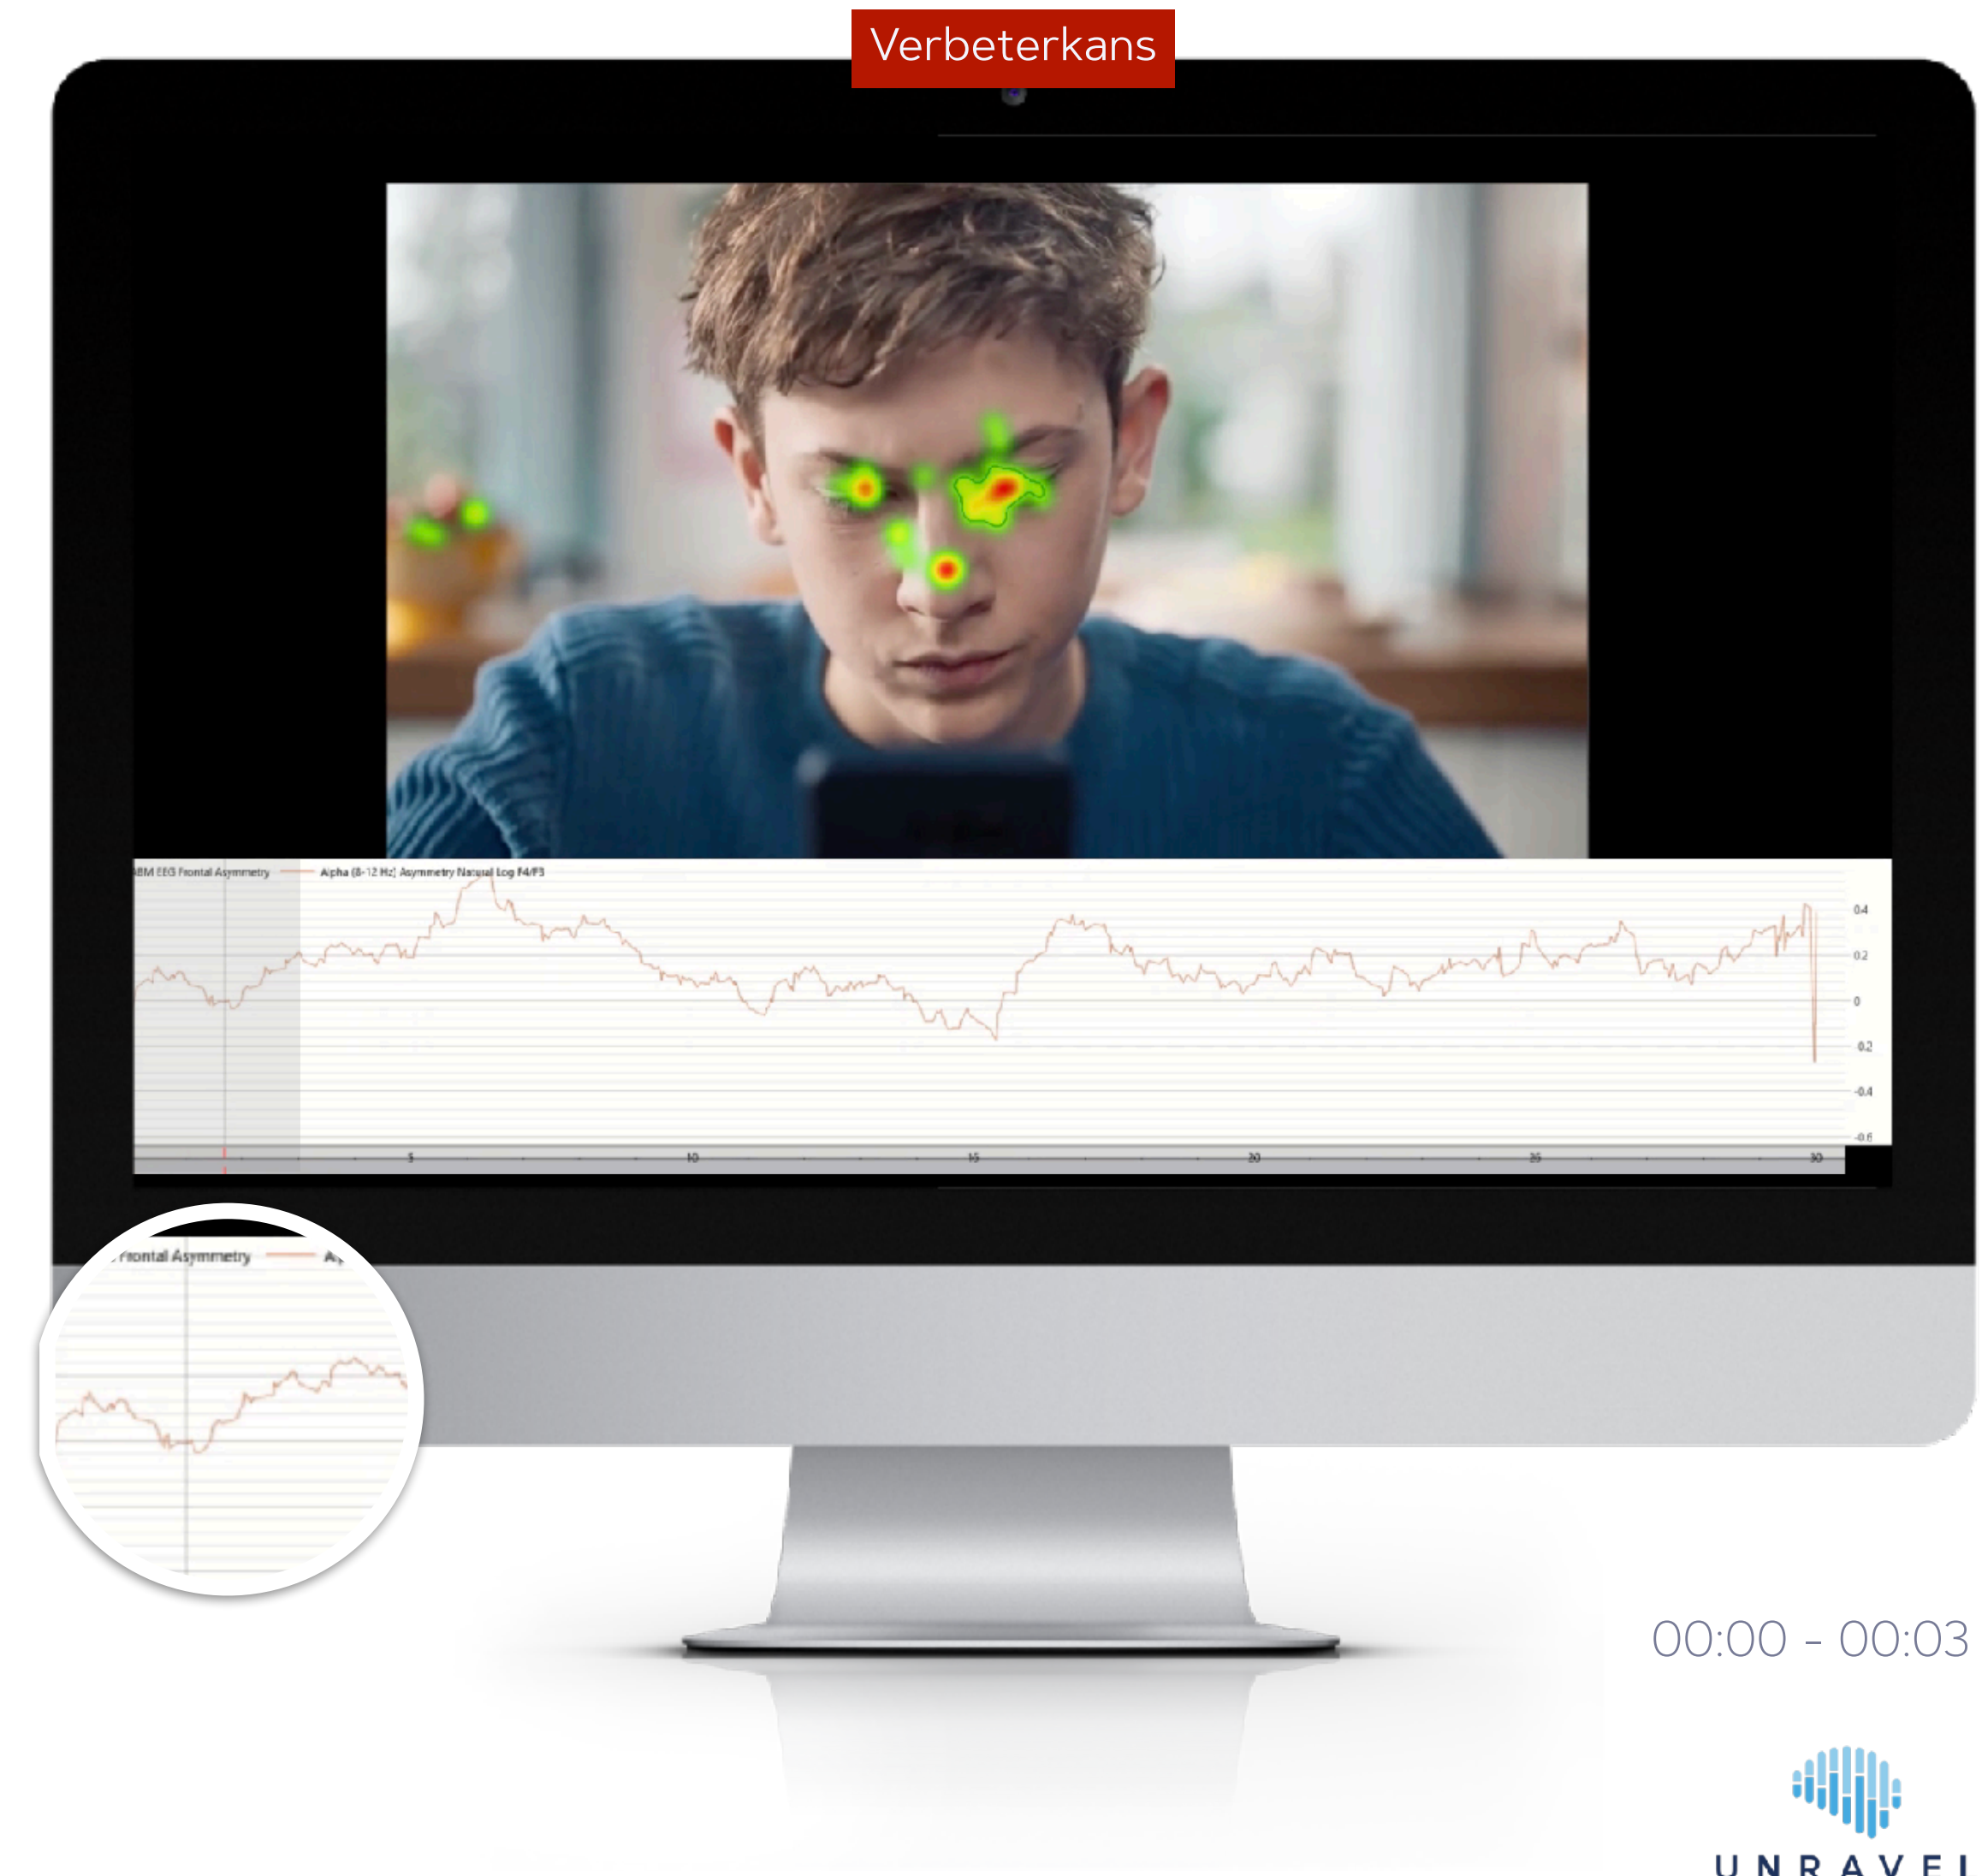 Verbeterkans
BM EEG Frontal Asymmetry
Alpha (8-12 Hz) Asymmetry Natural Log F4/F3
0.4
0.2
0
-0.2
-0.4
-0.6
5
10
15
20
25
30
Frontal Asymmetry
00:00 - 00:03
UNRAVEL